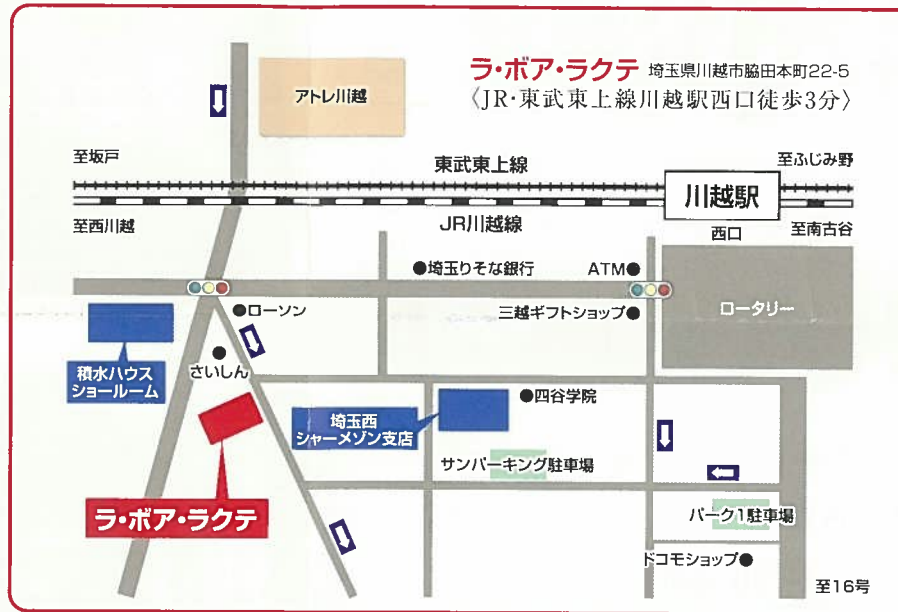 ラ・ボア・ラクテ 埼玉県川越市脇田本町22-5
〈JR・東武東上線川越駅西口徒歩3分〉
アトレ川越
至坂戸
東武東上線
至ふじみ野
川越駅
至西川越
JR川越線
西口
至南古谷
埼玉りそな銀行
ATM
ローソン
三越ギフトショップ
ロータリー
さいしん
積水ハウス
ショールーム
四谷学院
埼玉西
シャーメゾン支店
サンパーキング駐車場
ラ・ボア・ラクテ
パーク1駐車場
ドコモショップ
至16号